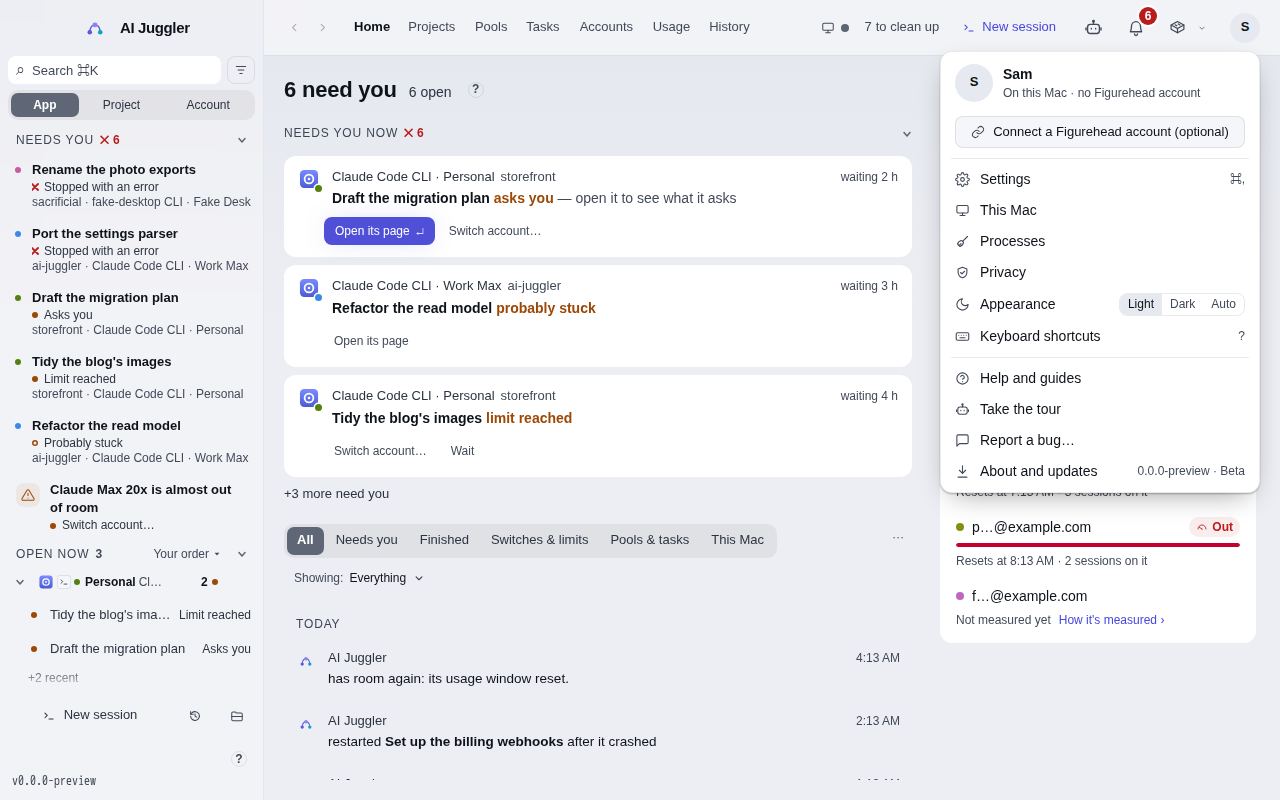 AI Juggler
Search ⌘K
App Project Account
NEEDS YOU 6
Rename the photo exports
Stopped with an error
sacrificial · fake-desktop CLI · Fake Desk
Port the settings parser
Stopped with an error
ai-juggler · Claude Code CLI · Work Max
Draft the migration plan
Asks you
storefront · Claude Code CLI · Personal
Tidy the blog's images
Limit reached
storefront · Claude Code CLI · Personal
Refactor the read model
Probably stuck
ai-juggler · Claude Code CLI · Work Max
Claude Max 20x is almost out
of room
Switch account…
OPEN NOW 3 Your order
Personal Cl… 2
Tidy the blog's ima… Limit reached
Draft the migration plan Asks you
+2 recent
New session
?
v0.0.0-preview
Home Projects Pools Tasks Accounts Usage History
7 to clean up
New session
6
S
6 need you 6 open ?
NEEDS YOU NOW 6
Claude Code CLI · Personal storefront waiting 2 h
Draft the migration plan asks you — open it to see what it asks
Open its page Switch account…
Claude Code CLI · Work Max ai-juggler waiting 3 h
Refactor the read model probably stuck
Open its page
Claude Code CLI · Personal storefront waiting 4 h
Tidy the blog's images limit reached
Switch account… Wait
+3 more need you
All Needs you Finished Switches & limits Pools & tasks This Mac
Showing: Everything
TODAY
AI Juggler 4:13 AM
has room again: its usage window reset.
AI Juggler 2:13 AM
restarted Set up the billing webhooks after it crashed
S
Sam
On this Mac · no Figurehead account
Connect a Figurehead account (optional)
Settings ⌘,
This Mac
Processes
Privacy
Appearance Light Dark Auto
Keyboard shortcuts ?
Help and guides
Take the tour
Report a bug…
About and updates 0.0.0-preview · Beta
p…@example.com Out
Resets at 8:13 AM · 2 sessions on it
f…@example.com
Not measured yet How it's measured ›